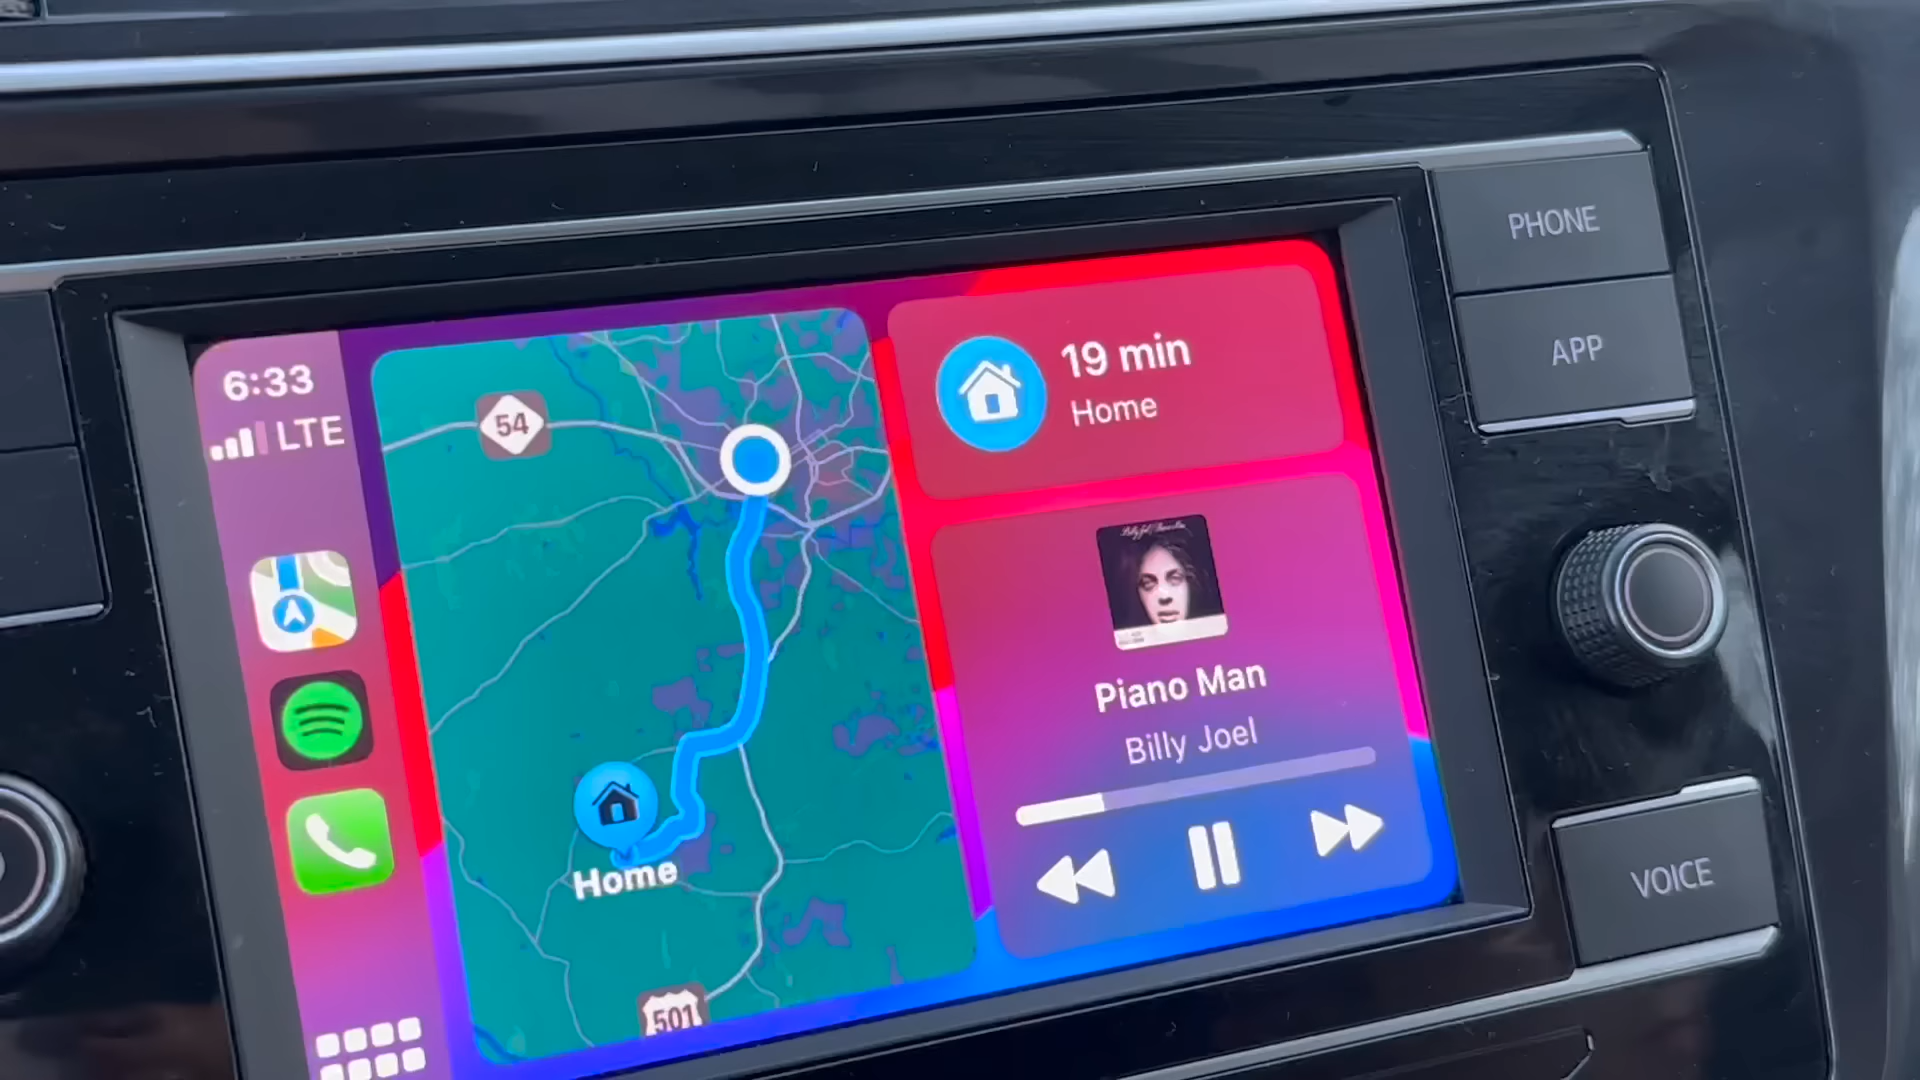 PHONE
APP
VOICE
6:33
LTE
54
Home
501
19 min
Home
Piano Man
Billy Joel